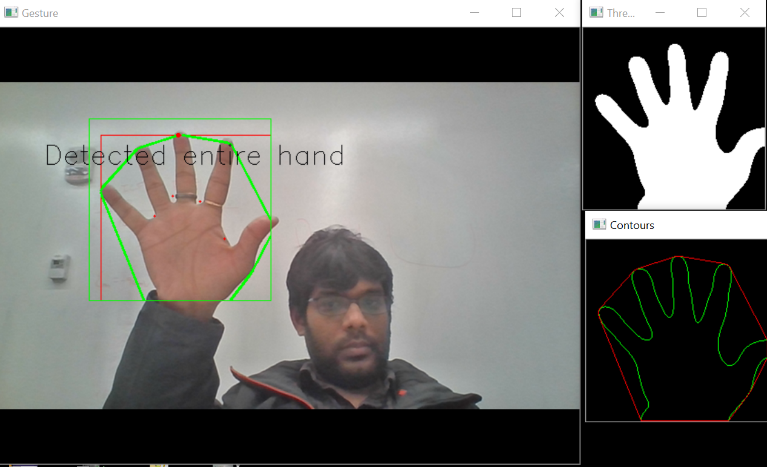 Gesture
Thre...
Detected entire hand
Contours